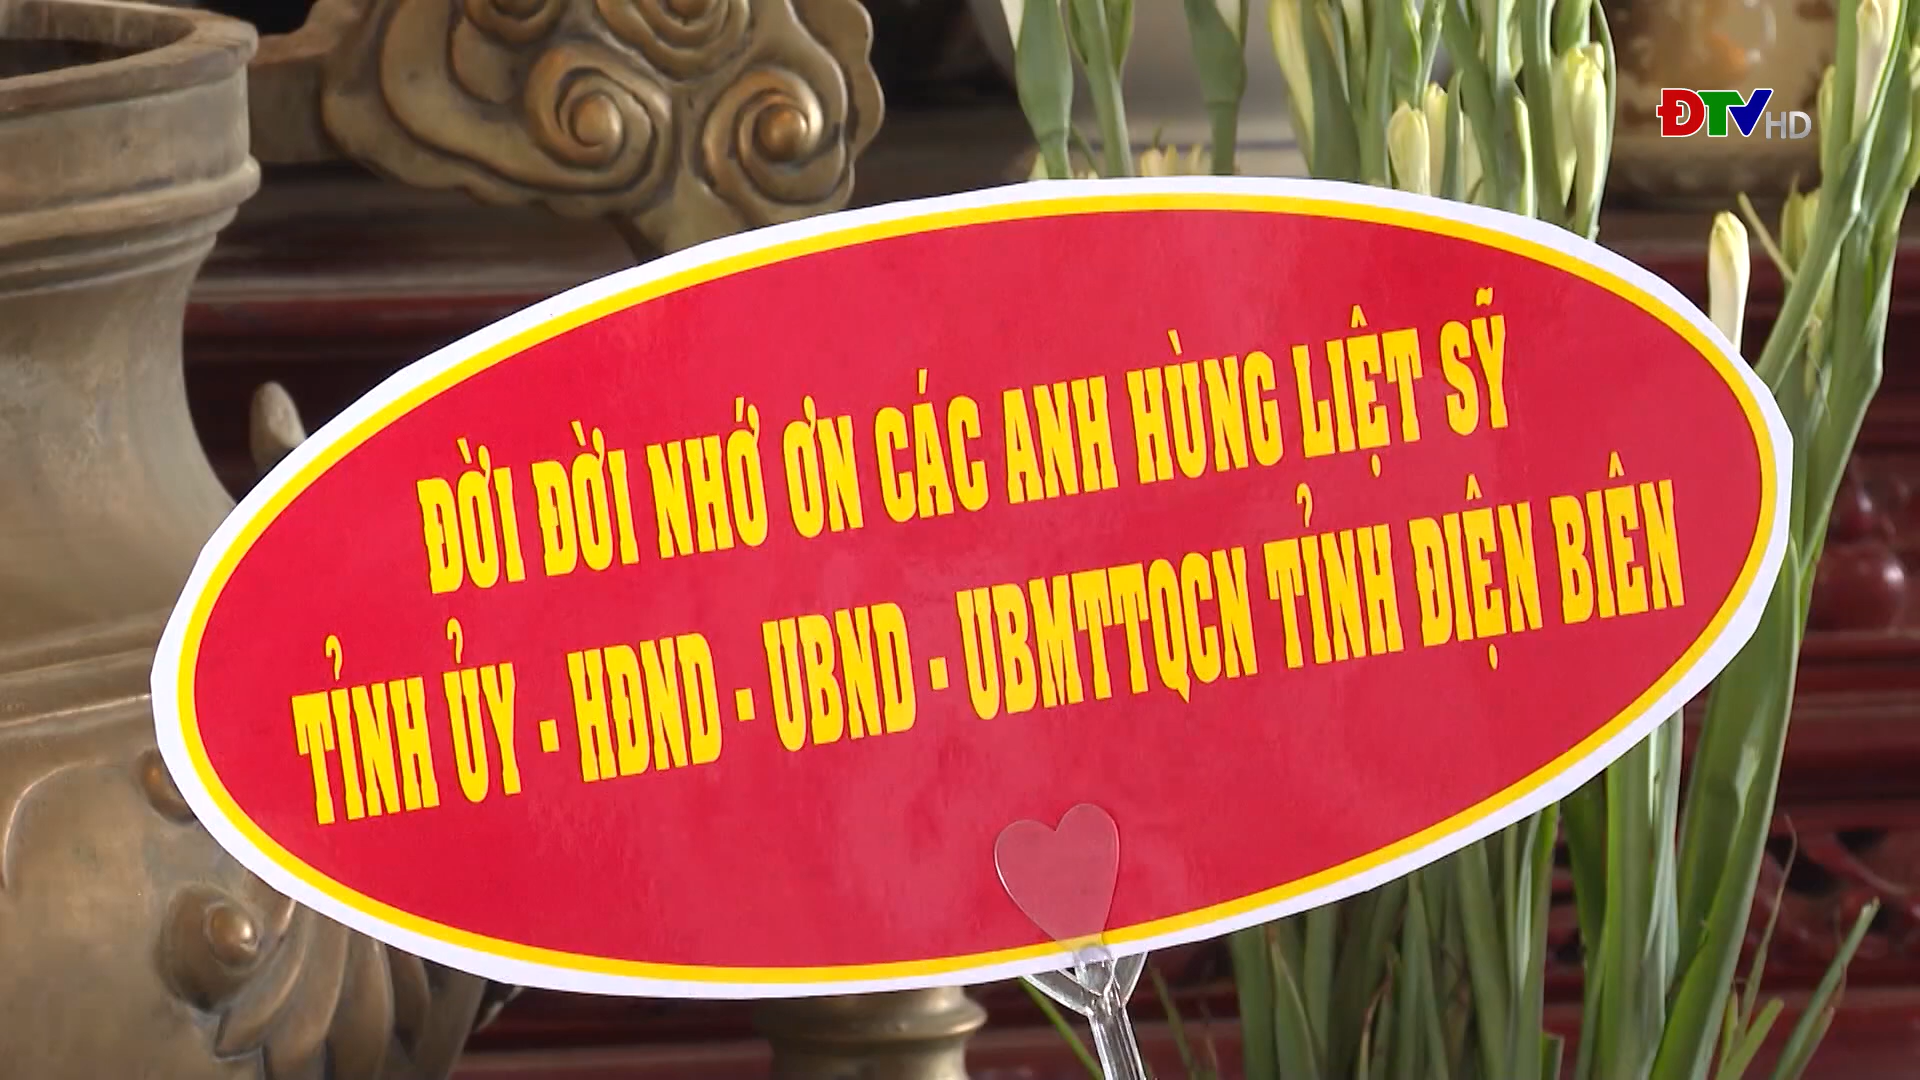 ĐTV HD
ĐỜI ĐỜI NHỚ ƠN CÁC ANH HÙNG LIỆT SỸ
TỈNH ỦY - HĐND - UBND - UBMTTQCN TỈNH ĐIỆN BIÊN